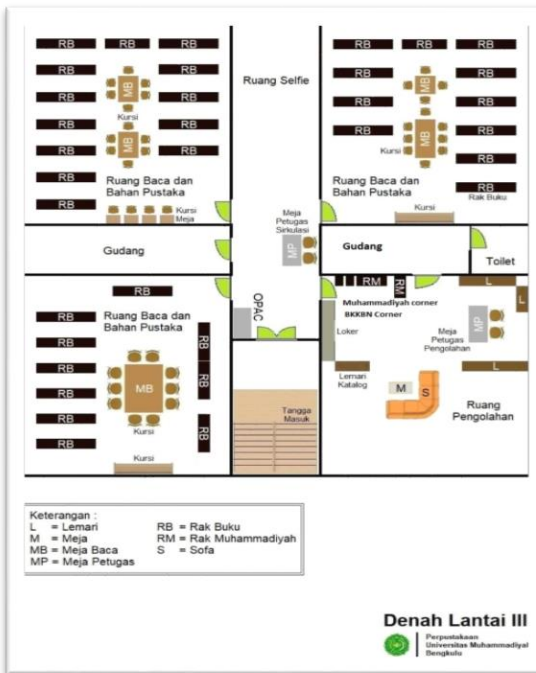 RB RB RB
RB RB
RB RB
RB RB
RB RB
RB
RB
MB
Kursi
MB
Ruang Baca dan
Bahan Pustaka
Kursi
Meja
Ruang Selfie
RB RB RB
RB RB
RB RB
RB RB
RB
RB
MB
Kursi
MB
Ruang Baca dan
Bahan Pustaka
Rak Buku
Kursi
Gudang
Meja
Petugas
Sirkulasi
MP
Gudang
Toilet
RB
Ruang Baca dan
Bahan Pustaka
RB
RB
RB
RB
RB
RB
RB
RB
RB
MB
Kursi
Kursi
OPAC
Tangga
Masuk
RM
RM
L
L
Muhammadiyah corner
BKKBN Corner
Loker
Meja
Petugas
Pengolahan
MP
Lemari
Katalog
M
S
L
Ruang
Pengolahan
Keterangan :
L = Lemari
M = Meja
MB = Meja Baca
MP = Meja Petugas
RB = Rak Buku
RM = Rak Muhammadiyah
S = Sofa
Denah Lantai III
Perpustakaan
Universitas Muhammadiyal
Bengkulu